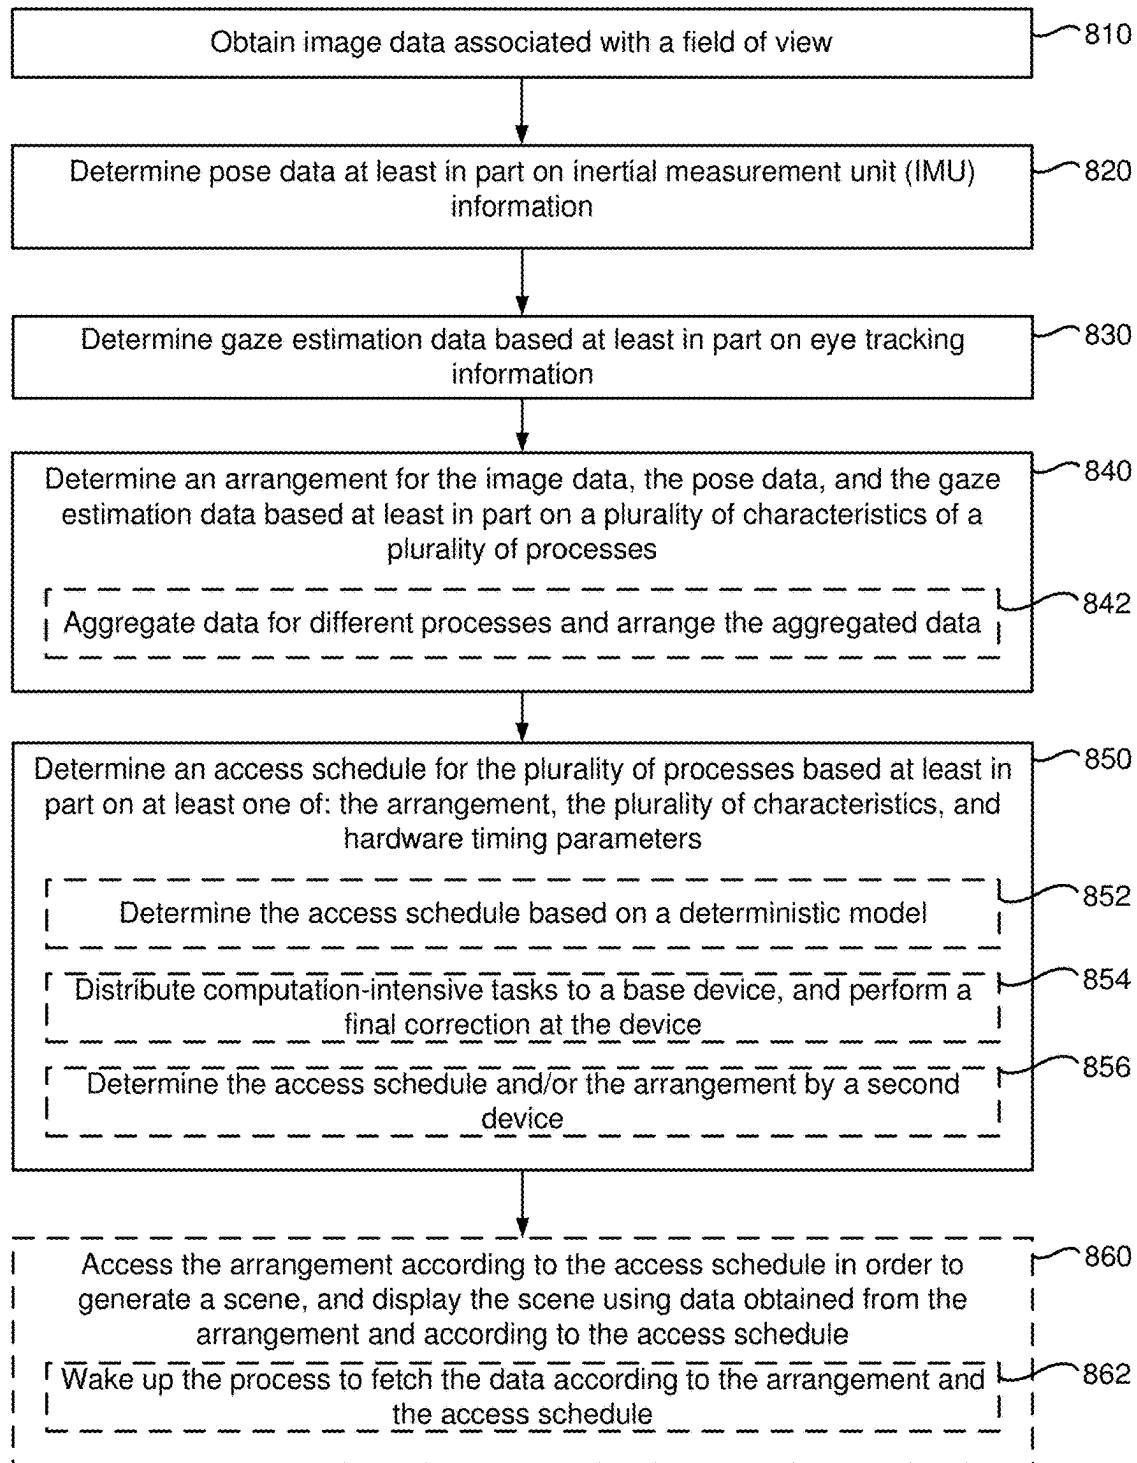 Obtain image data associated with a field of view
810
Determine pose data at least in part on inertial measurement unit (IMU)
information
820
Determine gaze estimation data based at least in part on eye tracking
information
830
Determine an arrangement for the image data, the pose data, and the gaze
estimation data based at least in part on a plurality of characteristics of a
plurality of processes
840
Aggregate data for different processes and arrange the aggregated data
842
Determine an access schedule for the plurality of processes based at least in
part on at least one of: the arrangement, the plurality of characteristics, and
hardware timing parameters
850
Determine the access schedule based on a deterministic model
852
Distribute computation-intensive tasks to a base device, and perform a
final correction at the device
854
Determine the access schedule and/or the arrangement by a second
device
856
Access the arrangement according to the access schedule in order to
generate a scene, and display the scene using data obtained from the
arrangement and according to the access schedule
860
Wake up the process to fetch the data according to the arrangement and
the access schedule
862